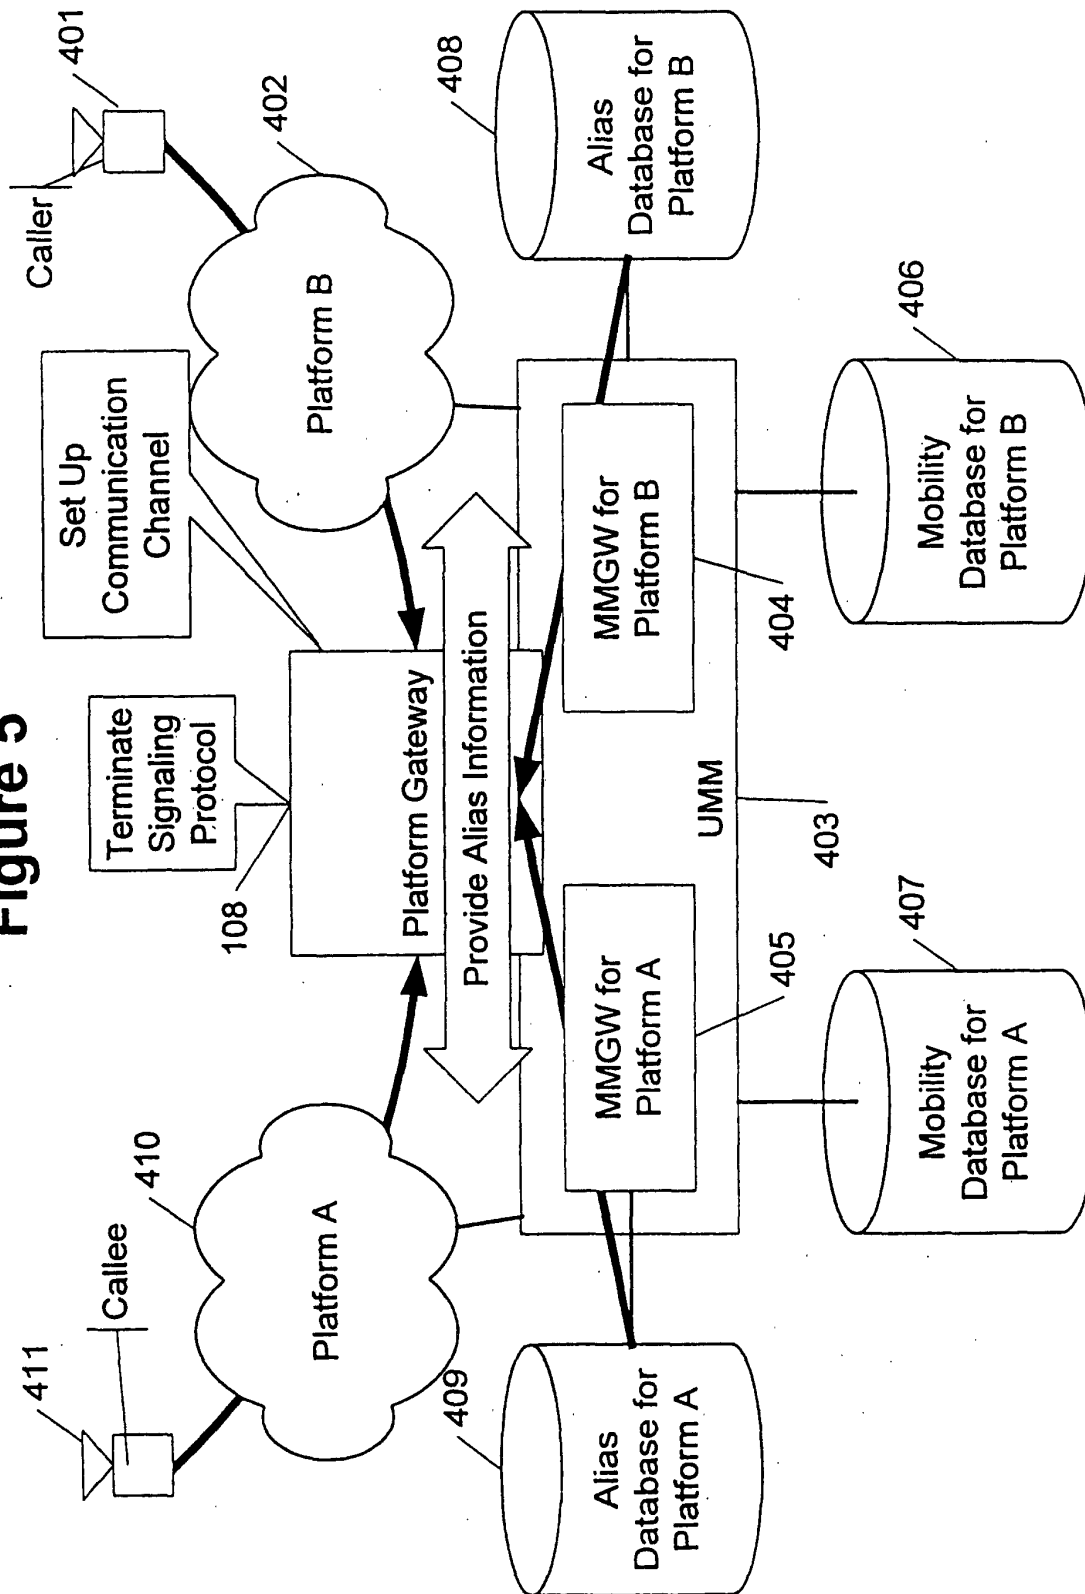 Figure 5
401
Caller
402
Set Up
Communication
Channel
Terminate
Signaling
Protocol
108
Callee
411
410
Platform A
Platform B
Platform Gateway
Provide Alias Information
408
Alias
Database for
Platform B
409
Alias
Database for
Platform A
MMGW for
Platform A
MMGW for
Platform B
405
404
UMM
403
407
Mobility
Database for
Platform A
406
Mobility
Database for
Platform B